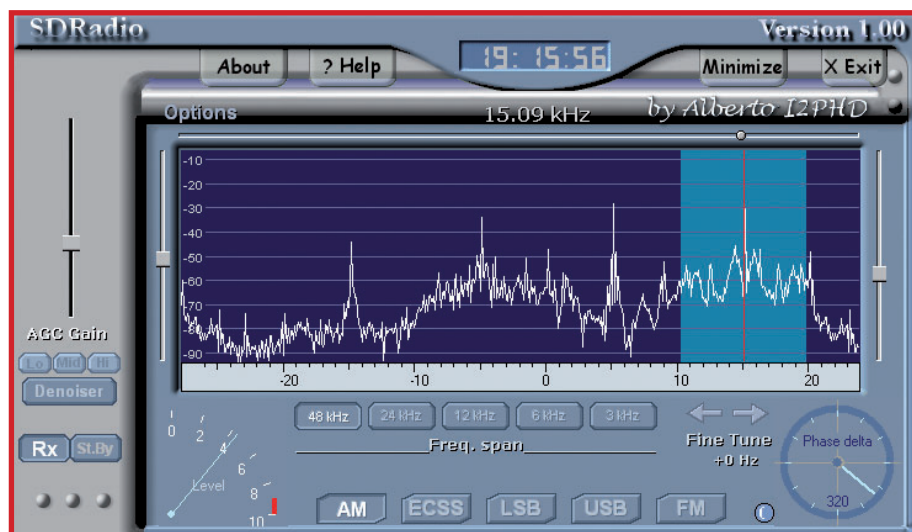 SDRadio
Version 1.00
19:15:56
About
? Help
Minimize
X Exit
Options
15.09 kHz
by Alberto I2PHD
-10
-20
-30
-40
-50
-60
-70
-80
-90
-20
-10
0
10
20
AGC Gain
Lo
Mid
Hi
Denoiser
Rx
St.By
0
2
4
6
8
10
Level
48 kHz
24 kHz
12 kHz
6 kHz
3 kHz
Freq. span
Fine Tune
+0 Hz
Phase delta
320
AM
ECSS
LSB
USB
FM
C